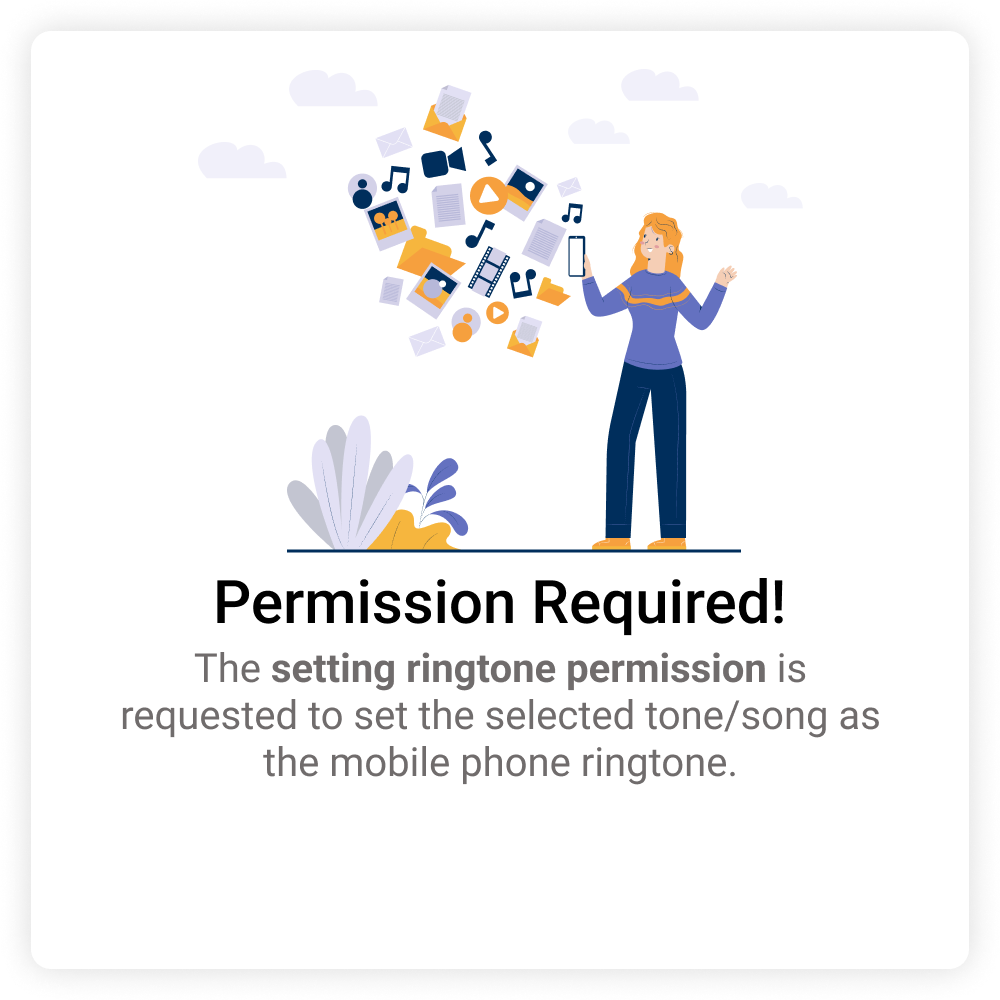 Permission Required!
The setting ringtone permission is
requested to set the selected tone/song as
the mobile phone ringtone.